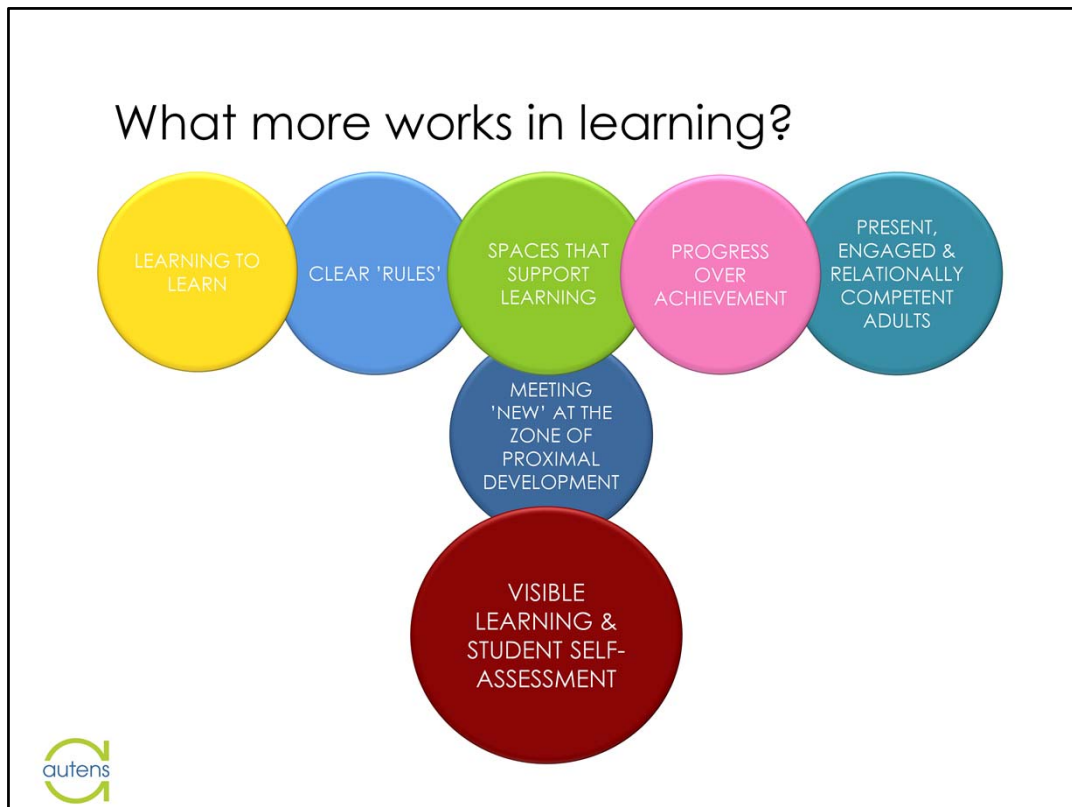 What more works in learning?
LEARNING TO
LEARN
CLEAR ’RULES’
SPACES THAT
SUPPORT
LEARNING
PROGRESS
OVER
ACHIEVEMENT
PRESENT,
ENGAGED &
RELATIONALLY
COMPETENT
ADULTS
MEETING
’NEW’ AT THE
ZONE OF
PROXIMAL
DEVELOPMENT
VISIBLE
LEARNING &
STUDENT SELF-
ASSESSMENT
autens